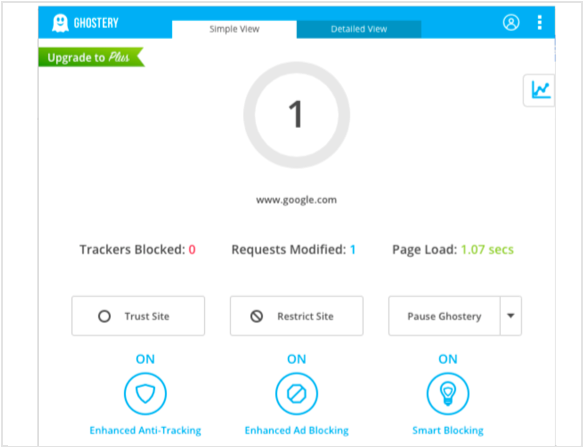 GHOSTERY
Simple View
Detailed View
Upgrade to Plus
1
www.google.com
Trackers Blocked: 0
Requests Modified: 1
Page Load: 1.07 secs
Trust Site
Restrict Site
Pause Ghostery
ON
ON
ON
Enhanced Anti-Tracking
Enhanced Ad Blocking
Smart Blocking